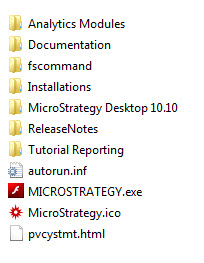 Analytics Modules
Documentation
fscommand
Installations
MicroStrategy Desktop 10.10
ReleaseNotes
Tutorial Reporting
autorun.inf
MICROSTRATEGY.exe
MicroStrategy.ico
pvcystmt.html